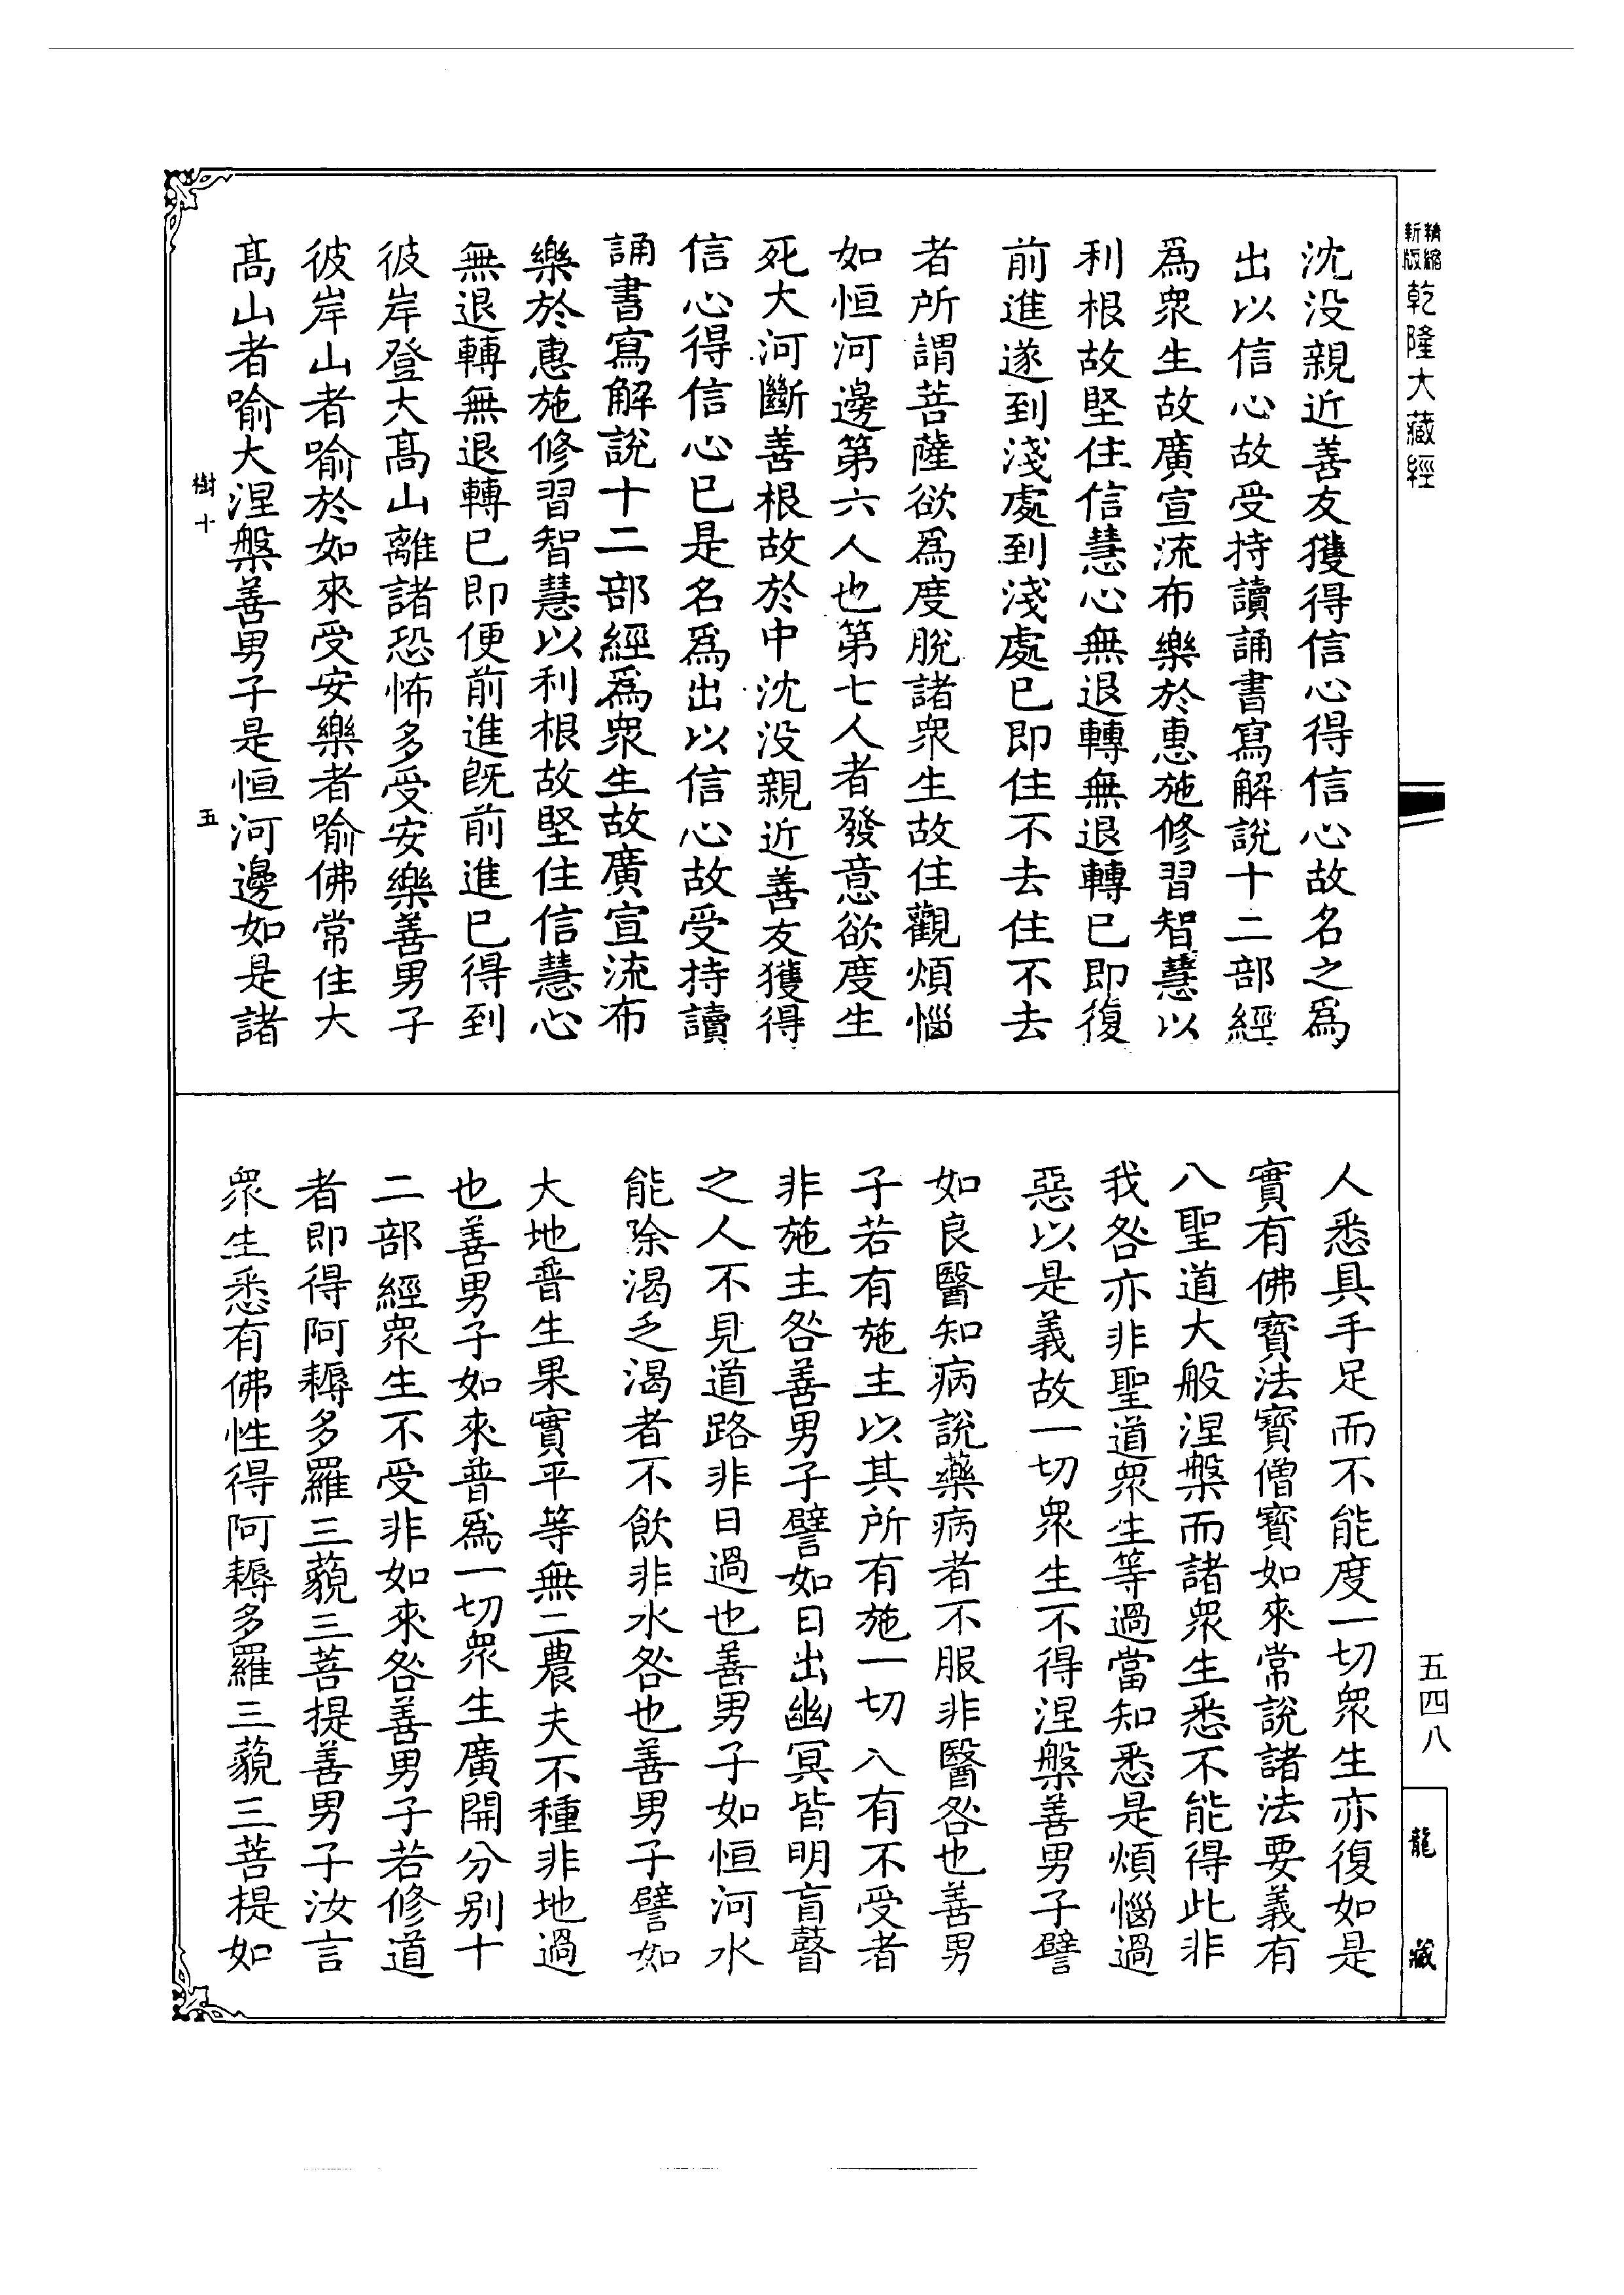 新版精縮
乾隆大藏經
沈没親近善友獲得信心得信心故名之爲
出以信心故受持讀誦書寫解說十二部經
爲衆生故廣宣流布樂於惠施修習智慧以
利根故堅住信慧心無退轉無退轉已即復
前進遂到淺處到淺處已即住不去住不去
者所謂菩薩欲爲度脫諸衆生故住觀煩惱
如恒河邊第六人也第七人者發意欲度生
死大河斷善根故於中沈没親近善友獲得
信心得信心已是名爲出以信心故受持讀
誦書寫解說十二部經爲衆生故廣宣流布
樂於惠施修習智慧以利根故堅住信慧心
無退轉無退轉已即便前進既前進已得到
彼岸登大高山離諸恐怖多受安樂善男子
彼岸山者喻於如來受安樂者喻佛常住大
髙山者喻大涅槃善男子是恒河邊如是諸
樹十
五
人悉具手足而不能度一切衆生亦復如是
實有佛寶法寶僧寶如來常說諸法要義有
八聖道大般涅槃而諸衆生悉不能得此非
我咎亦非聖道衆生等過當知悉是煩惱過
惡以是義故一切衆生不得涅槃善男子譬
如良醫知病說藥病者不服非醫咎也善男
子若有施主以其所有施一切人有不受者
非施主咎善男子譬如日出幽冥皆明盲瞽
之人不見道路非日過也善男子如恒河水
能除渴乏渴者不飲非水咎也善男子譬如
大地普生果實平等無二農夫不種非地過
也善男子如來普爲一切衆生廣開分别十
二部經衆生不受非如來咎善男子若修道
者即得阿耨多羅三藐三菩提善男子汝言
衆生悉有佛性得阿耨多羅三藐三菩提如
五四八
龍藏